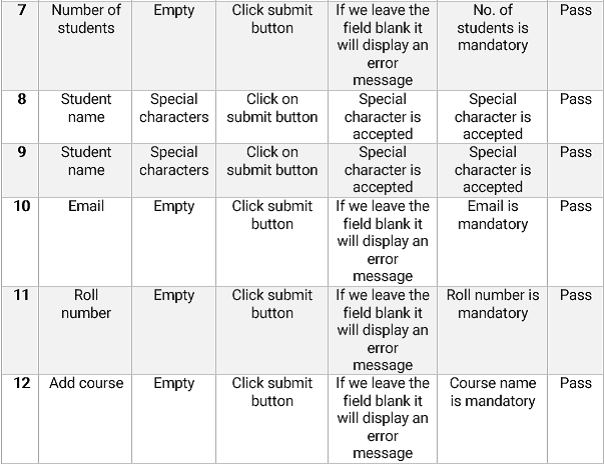 7 Number of students Empty Click submit button If we leave the field blank it will display an error message No. of students is mandatory Pass
8 Student name Special characters Click on submit button Special character is accepted Special character is accepted Pass
9 Student name Special characters Click on submit button Special character is accepted Special character is accepted Pass
10 Email Empty Click submit button If we leave the field blank it will display an error message Email is mandatory Pass
11 Roll number Empty Click submit button If we leave the field blank it will display an error message Roll number is mandatory Pass
12 Add course Empty Click submit button If we leave the field blank it will display an error message Course name is mandatory Pass